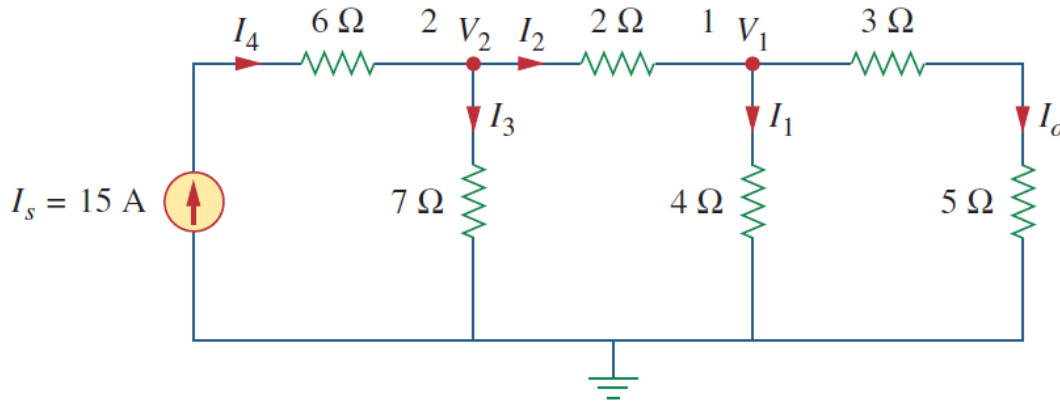 I₄ 6 Ω 2 V₂ I₂ 2 Ω 1 V₁ 3 Ω
I₃ I₁ Iₒ
Iₛ = 15 A 7 Ω 4 Ω 5 Ω